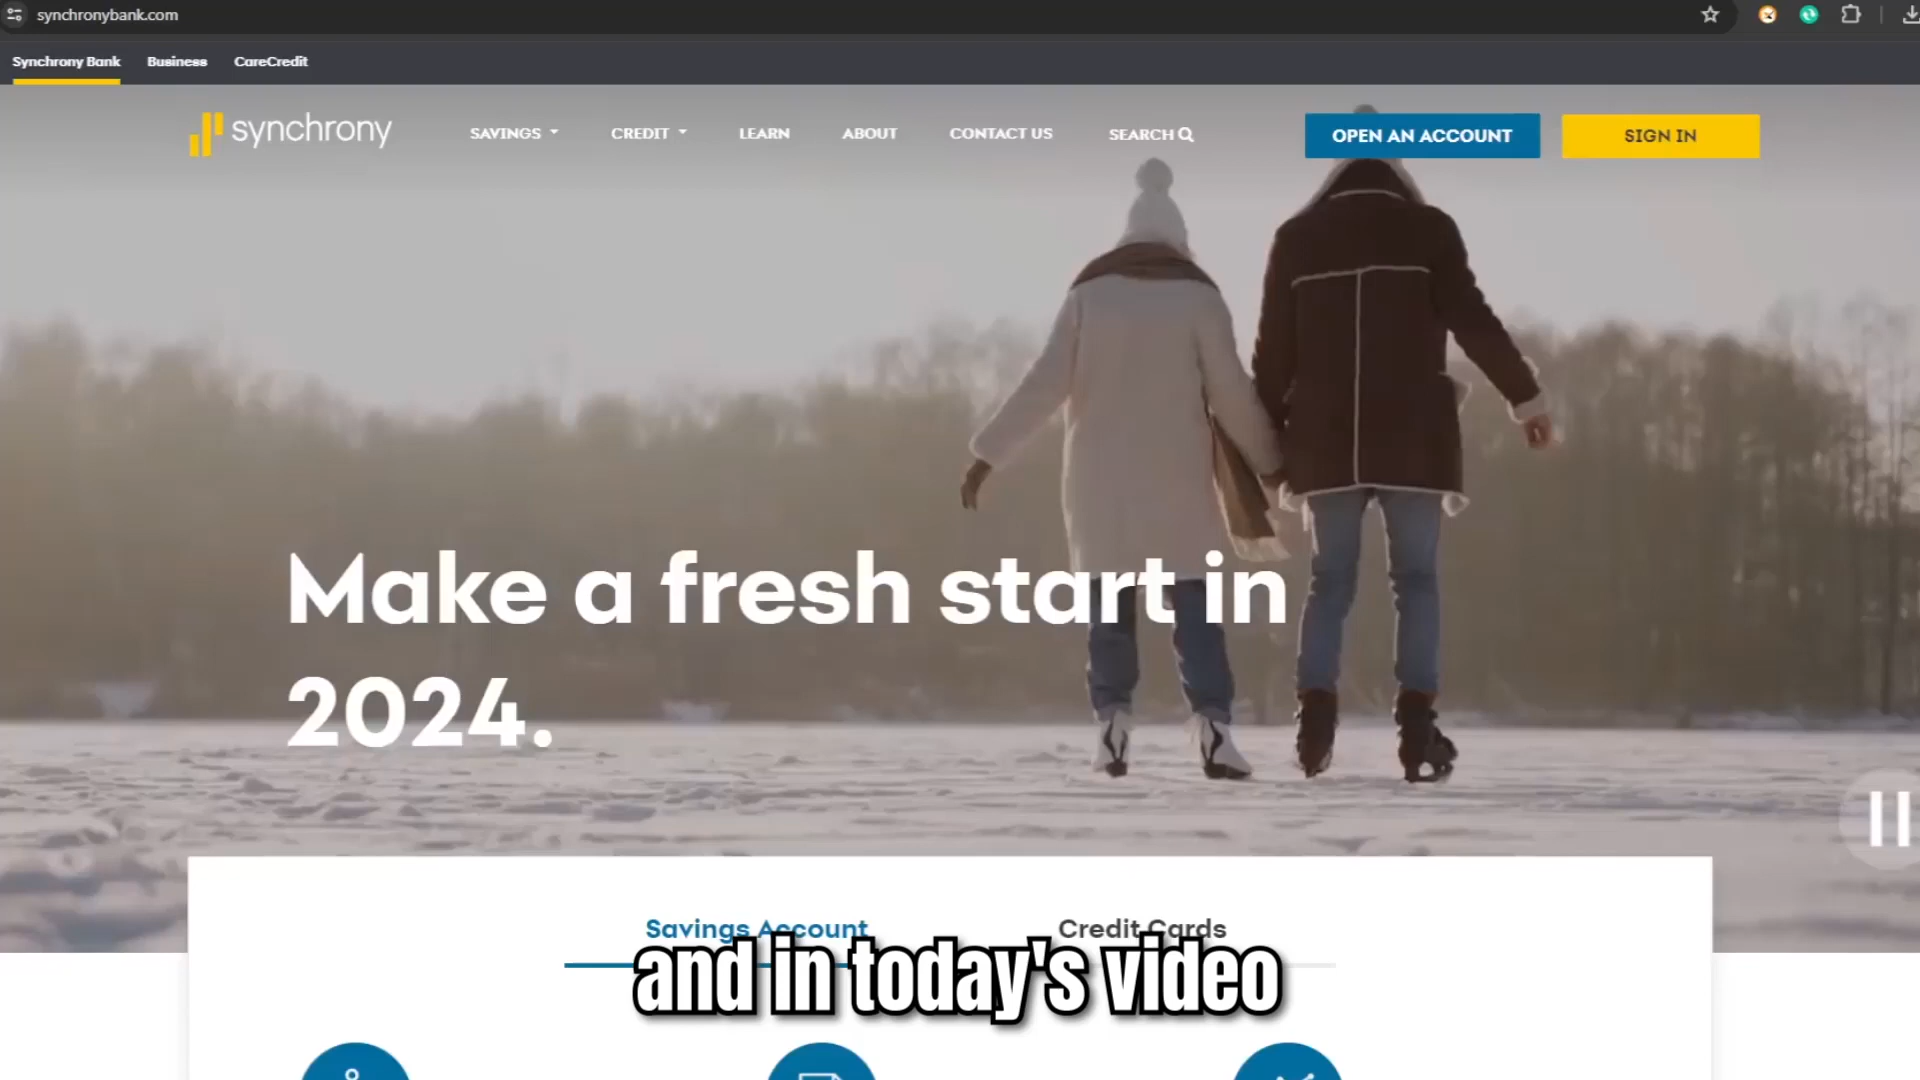 synchronybank.com
Synchrony Bank Business CareCredit
synchrony SAVINGS CREDIT LEARN ABOUT CONTACT US SEARCH OPEN AN ACCOUNT SIGN IN
Make a fresh start in
2024.
Savings Account Credit Cards
and in today's video